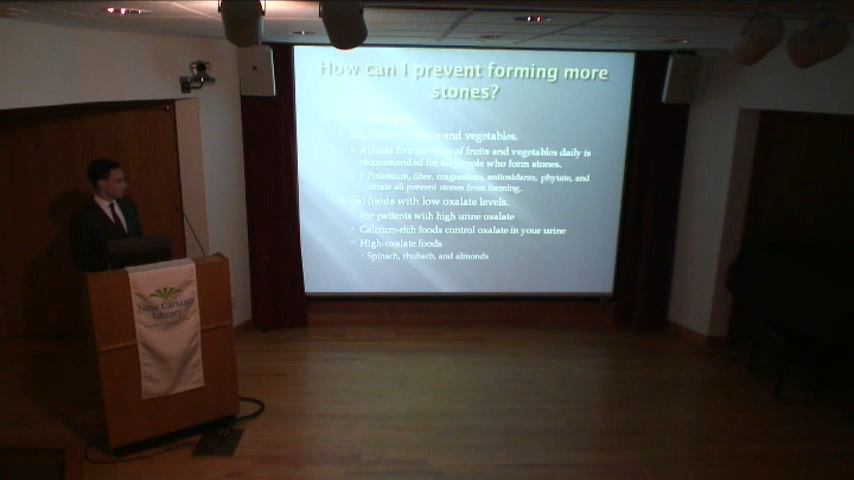 How can I prevent forming more
stones?
Eat plenty of fruits and vegetables.
At least five servings of fruits and vegetables daily is
recommended for all people who form stones.
Potassium, fiber, magnesium, antioxidants, phytate, and
citrate all prevent stones from forming.
Eat foods with low oxalate levels.
For patients with high urine oxalate
Calcium-rich foods control oxalate in your urine
High-oxalate foods
Spinach, rhubarb, and almonds
New Canaan
Library